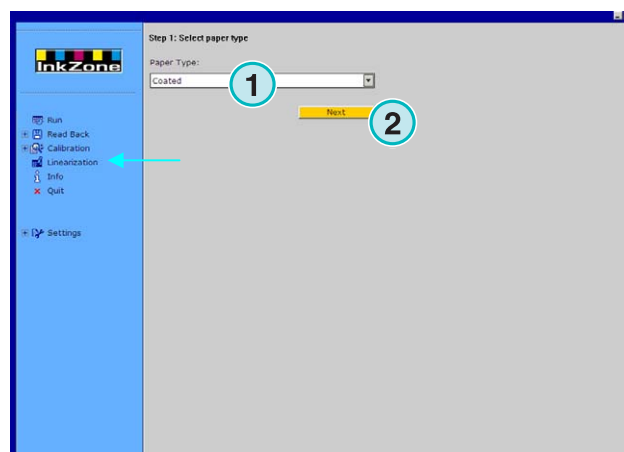 InkZone
Run
Read Back
Calibration
Linearization
Info
Quit
Settings
Step 1: Select paper type
Paper Type:
Coated
1
Next
2